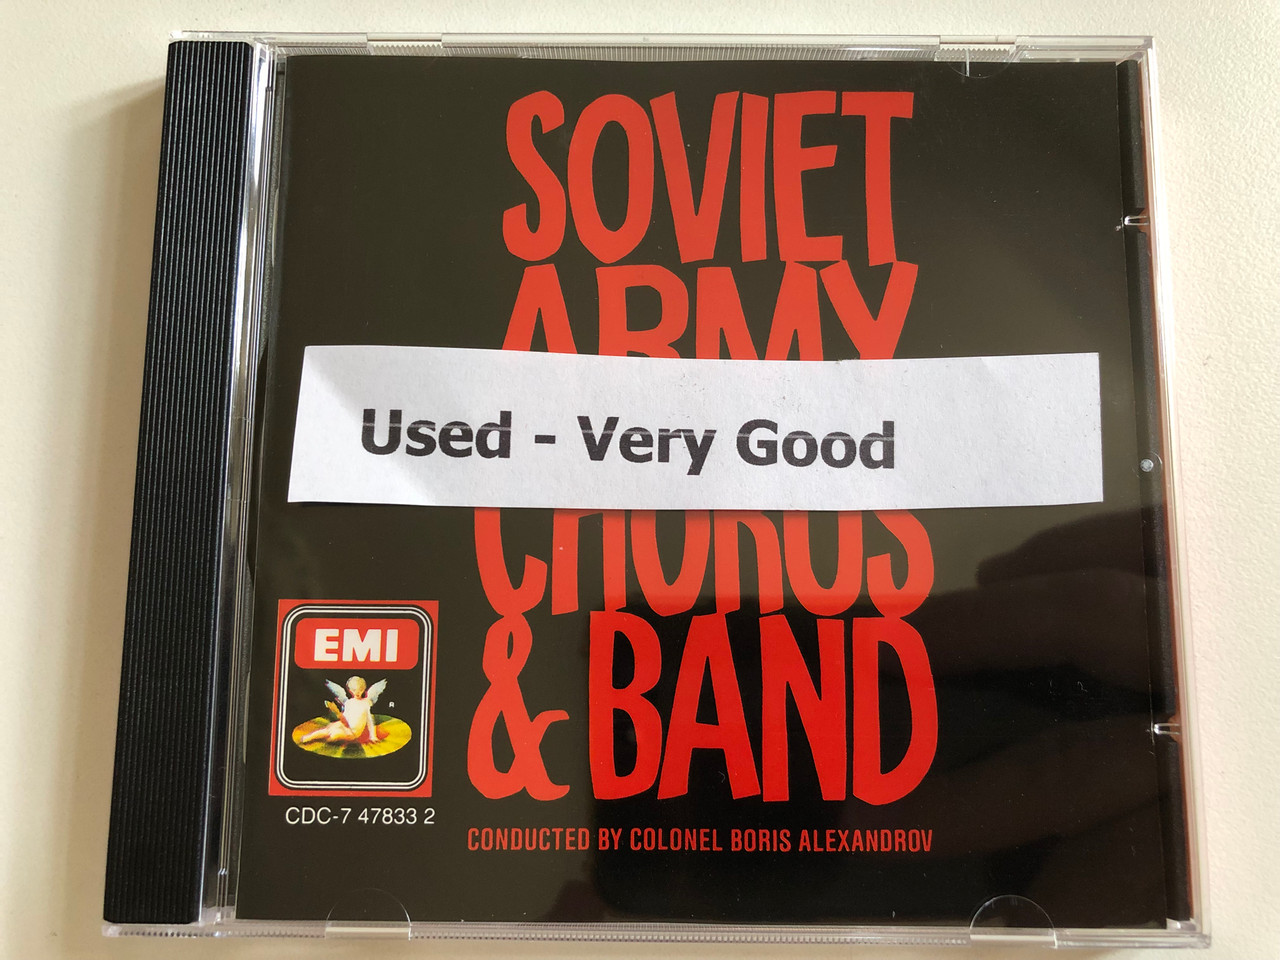 SOVIET
ARMY
Used - Very Good
CHORUS
& BAND
EMI
CDC-7 47833 2
CONDUCTED BY COLONEL BORIS ALEXANDROV